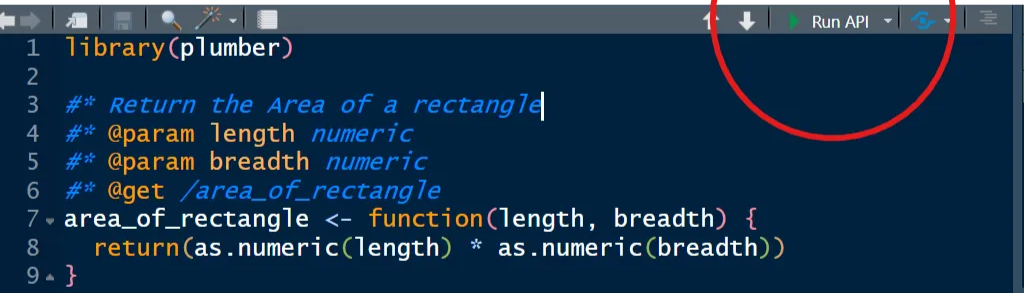 Run API
1 library(plumber)
2
3 #* Return the Area of a rectangle
4 #* @param length numeric
5 #* @param breadth numeric
6 #* @get /area_of_rectangle
7 area_of_rectangle <- function(length, breadth) {
8   return(as.numeric(length) * as.numeric(breadth))
9 }